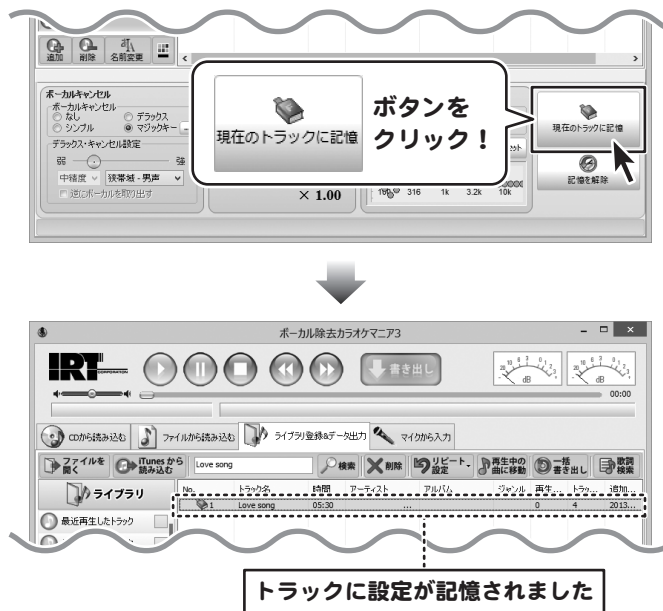 追加 削除 名前変更
ボーカルキャンセル
ボーカルキャンセル
なし デラックス
シンプル マジックキー
デラックス・キャンセル設定
弱 強
中精度 狭帯域 - 男声
逆にボーカルを取り出す
現在のトラックに記憶
ボタンを
クリック！
× 1.00
316 1k 3.2k 10k
現在のトラックに記憶
記憶を解除
ボーカル除去カラオケマニア3
IRT
CORPORATION
書き出し
dB dB
00:00
CDから読み込む ファイルから読み込む ライブラリ登録&データ出力 マイクから入力
ファイルを開く iTunes から読み込む Love song 検索 削除 リピート設定 再生中の曲に移動 一括書き出し 歌詞検索
ライブラリ
No. トラック名 時間 アーティスト アルバム ジャンル 再生... トラッ... 追加...
1 Love song 05:30 ... 0 4 2013...
最近再生したトラック
トラックに設定が記憶されました